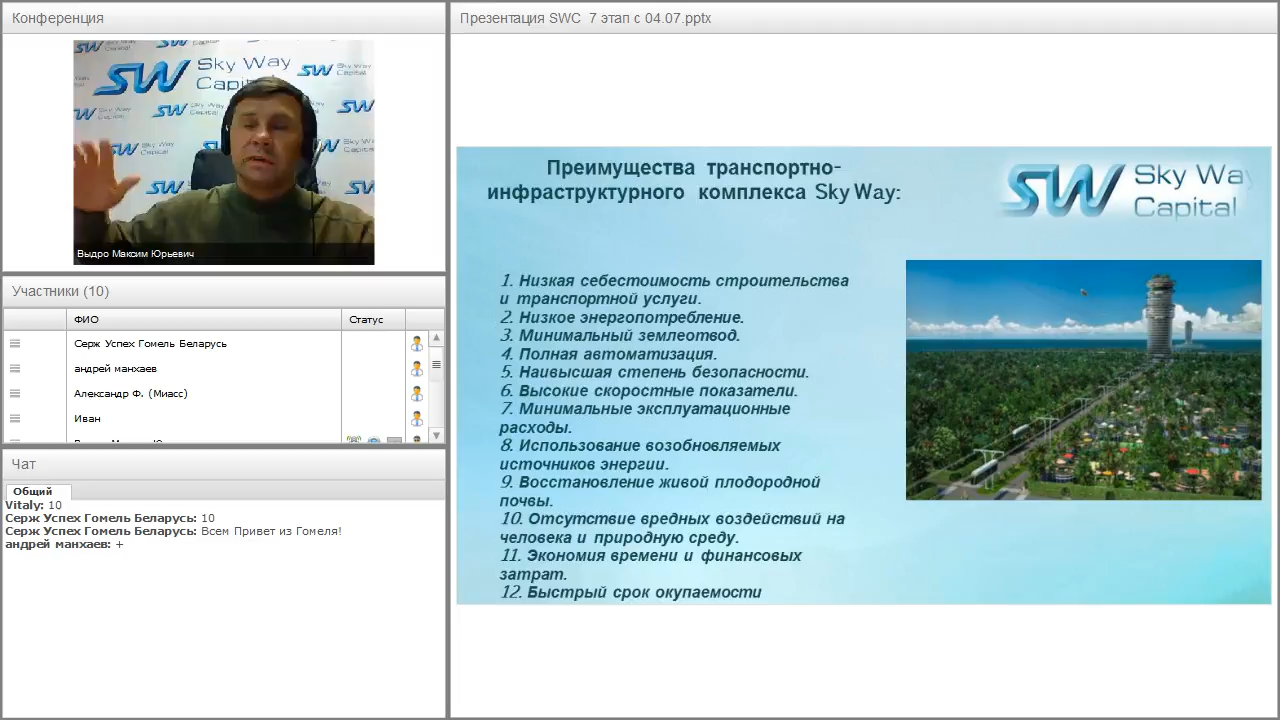 Конференция
Sky Way
Capital
Выдро Максим Юрьевич
Участники (10)
ФИО
Статус
Серж Успех Гомель Беларусь
андрей манхаев
Александр Ф. (Миасс)
Иван
Чат
Общий
Vitaly: 10
Серж Успех Гомель Беларусь: 10
Серж Успех Гомель Беларусь: Всем Привет из Гомеля!
андрей манхаев: +
Презентация SWC 7 этап с 04.07.pptx
Преимущества транспортно-
инфраструктурного комплекса Sky Way:
SW Sky Way
Capital
1. Низкая себестоимость строительства
и транспортной услуги.
2. Низкое энергопотребление.
3. Минимальный землеотвод.
4. Полная автоматизация.
5. Наивысшая степень безопасности.
6. Высокие скоростные показатели.
7. Минимальные эксплуатационные
расходы.
8. Использование возобновляемых
источников энергии.
9. Восстановление живой плодородной
почвы.
10. Отсутствие вредных воздействий на
человека и природную среду.
11. Экономия времени и финансовых
затрат.
12. Быстрый срок окупаемости